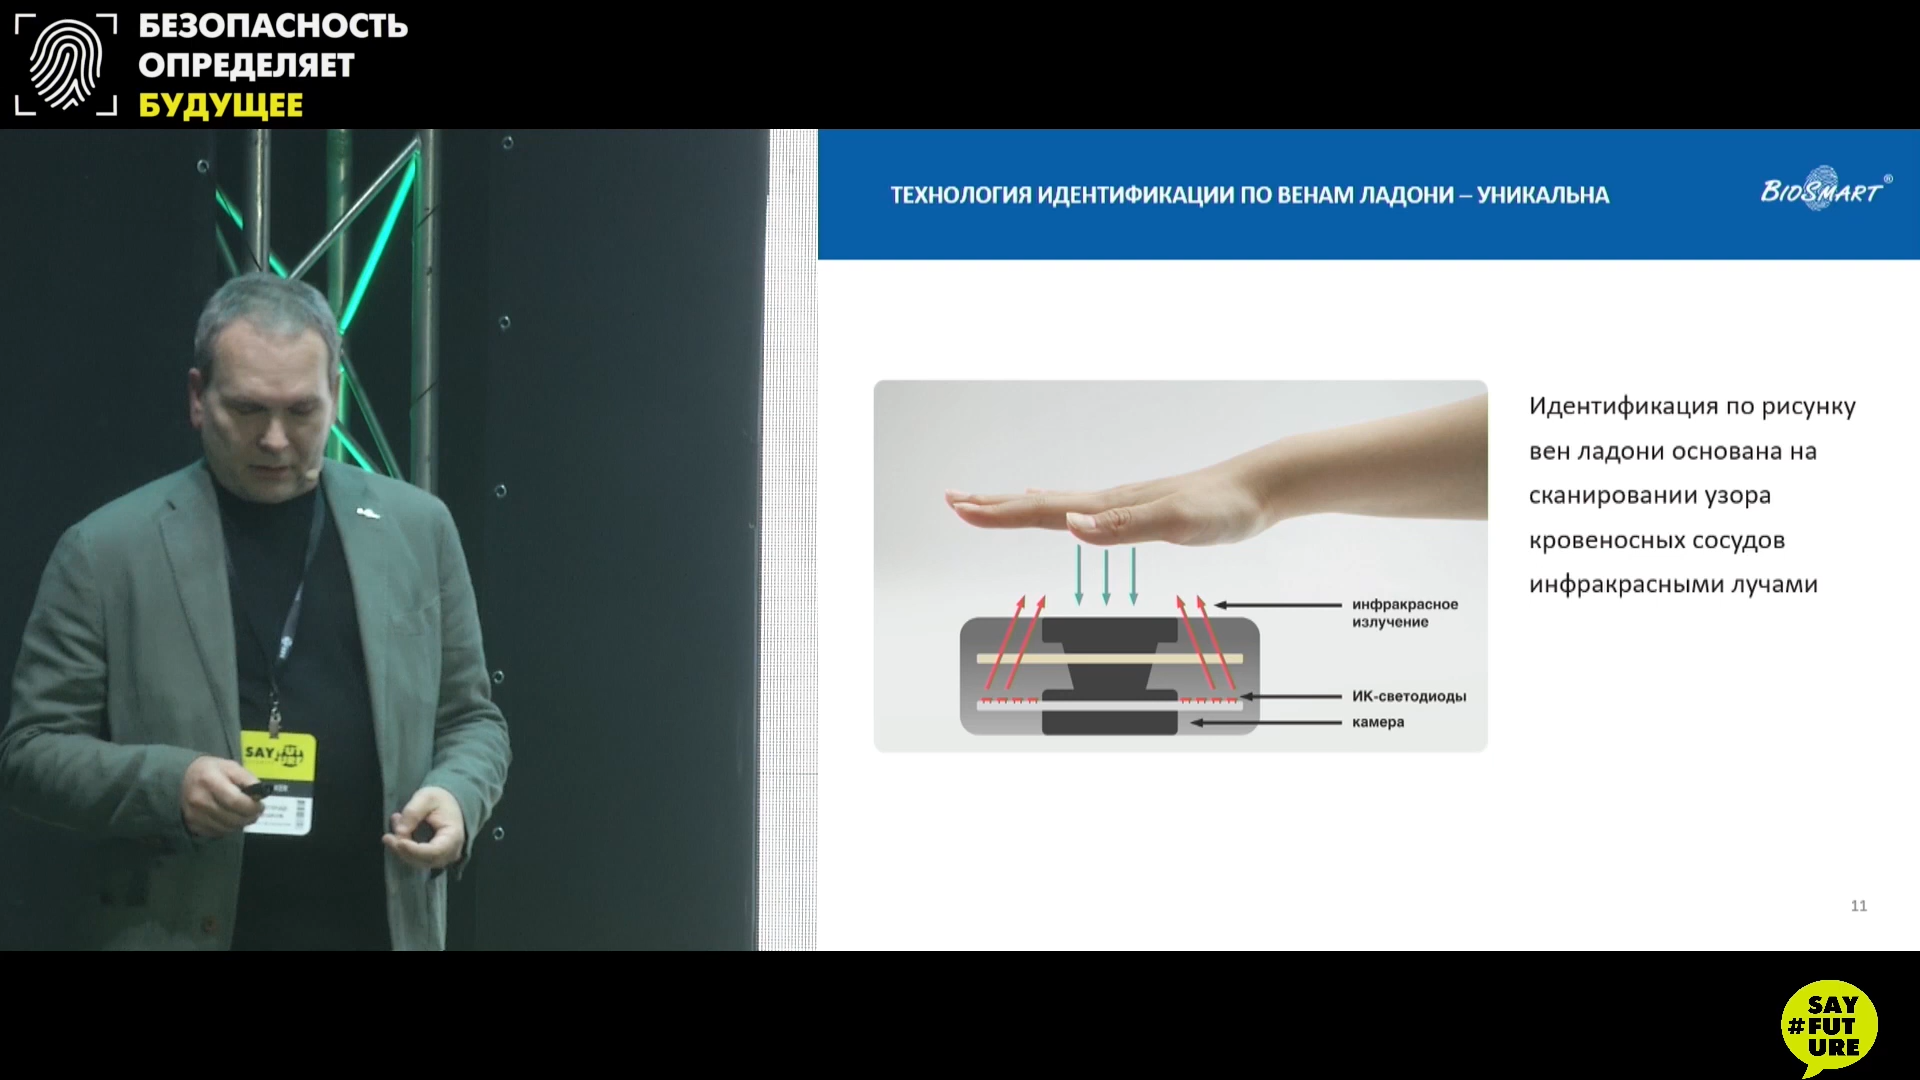 БЕЗОПАСНОСТЬ
ОПРЕДЕЛЯЕТ
БУДУЩЕЕ
ТЕХНОЛОГИЯ ИДЕНТИФИКАЦИИ ПО ВЕНАМ ЛАДОНИ – УНИКАЛЬНА
BIOSMART®
Идентификация по рисунку
вен ладони основана на
сканировании узора
кровеносных сосудов
инфракрасными лучами
инфракрасное
излучение
ИК-светодиоды
камера
SAY
11
SAY
#FUT
URE